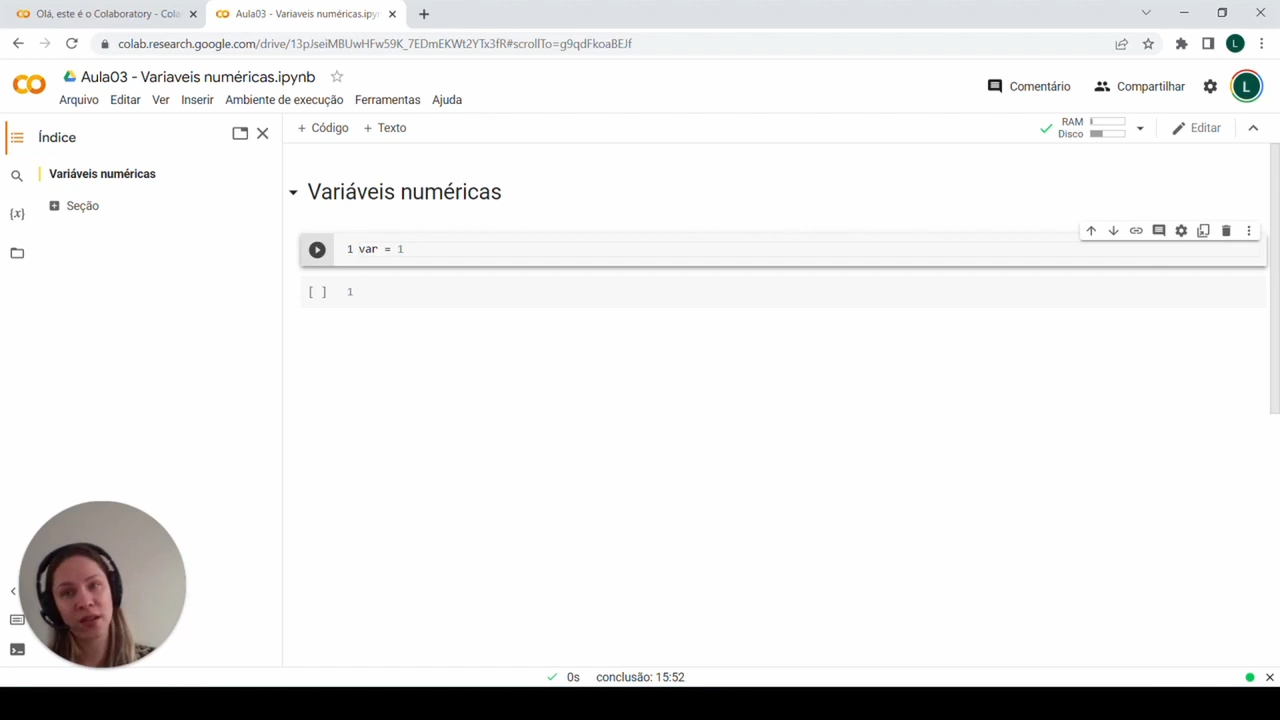 Olá, este é o Colaboratory - Cola
Aula03 - Variaveis numéricas.ipyn
colab.research.google.com/drive/13pJseiMBUwHFw59K_7EDmEKWt2YTx3fR#scrollTo=g9qdFkoaBEJf
L
Aula03 - Variaveis numéricas.ipynb
Comentário
Compartilhar
L
Arquivo Editar Ver Inserir Ambiente de execução Ferramentas Ajuda
Índice
+ Código + Texto
RAM
Disco
Editar
Variáveis numéricas
Seção
{x}
Variáveis numéricas
1 var = 1
[ ] 1
0s conclusão: 15:52